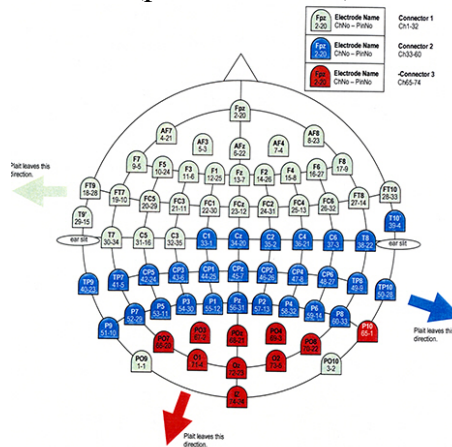 Fpz
2-20
Electrode Name
ChNo – PinNo
Connector 1
Ch1-32
Fpz
2-20
Electrode Name
ChNo – PinNo
Connector 2
Ch33-60
Fpz
2-20
Electrode Name
ChNo – PinNo
-Connector 3
Ch65-74
Fpz
2-20
AF7
4-21
AF3
5-3
AFz
6-22
AF4
7-4
AF8
8-23
F7
9-5
F5
10-24
F3
11-6
F1
12-25
Fz
13-7
F2
14-26
F4
15-8
F6
16-27
F8
17-9
Plait leaves this
direction.
FT9
18-28
FT7
19-10
FC5
20-29
FC3
21-11
FC1
22-30
FCz
23-12
FC2
24-31
FC4
25-13
FC6
26-32
FT8
27-14
FT10
28-33
T9'
29-15
T10'
39-4
ear slit
T7
30-34
C5
31-16
C3
32-35
C1
33-1
Cz
34-20
C2
35-2
C4
36-21
C6
37-3
T8
38-22
ear slit
TP9
40-23
TP7
41-5
CP5
42-24
CP3
43-6
CP1
44-25
CPz
45-7
CP2
46-26
CP4
47-8
CP6
48-27
TP8
49-9
TP10
50-28
P9
51-10
P7
52-29
P5
53-11
P3
54-30
P1
55-12
Pz
56-31
P2
57-13
P4
58-32
P6
59-14
P8
60-33
P10
65-1
Plait leaves this
direction.
PO7
PO3
POz
PO4
PO8
PO9
1-1
O1
71-4
Oz
72-23
O2
73-5
PO10
3-2
Iz
74-24
Plait leaves this
direction.